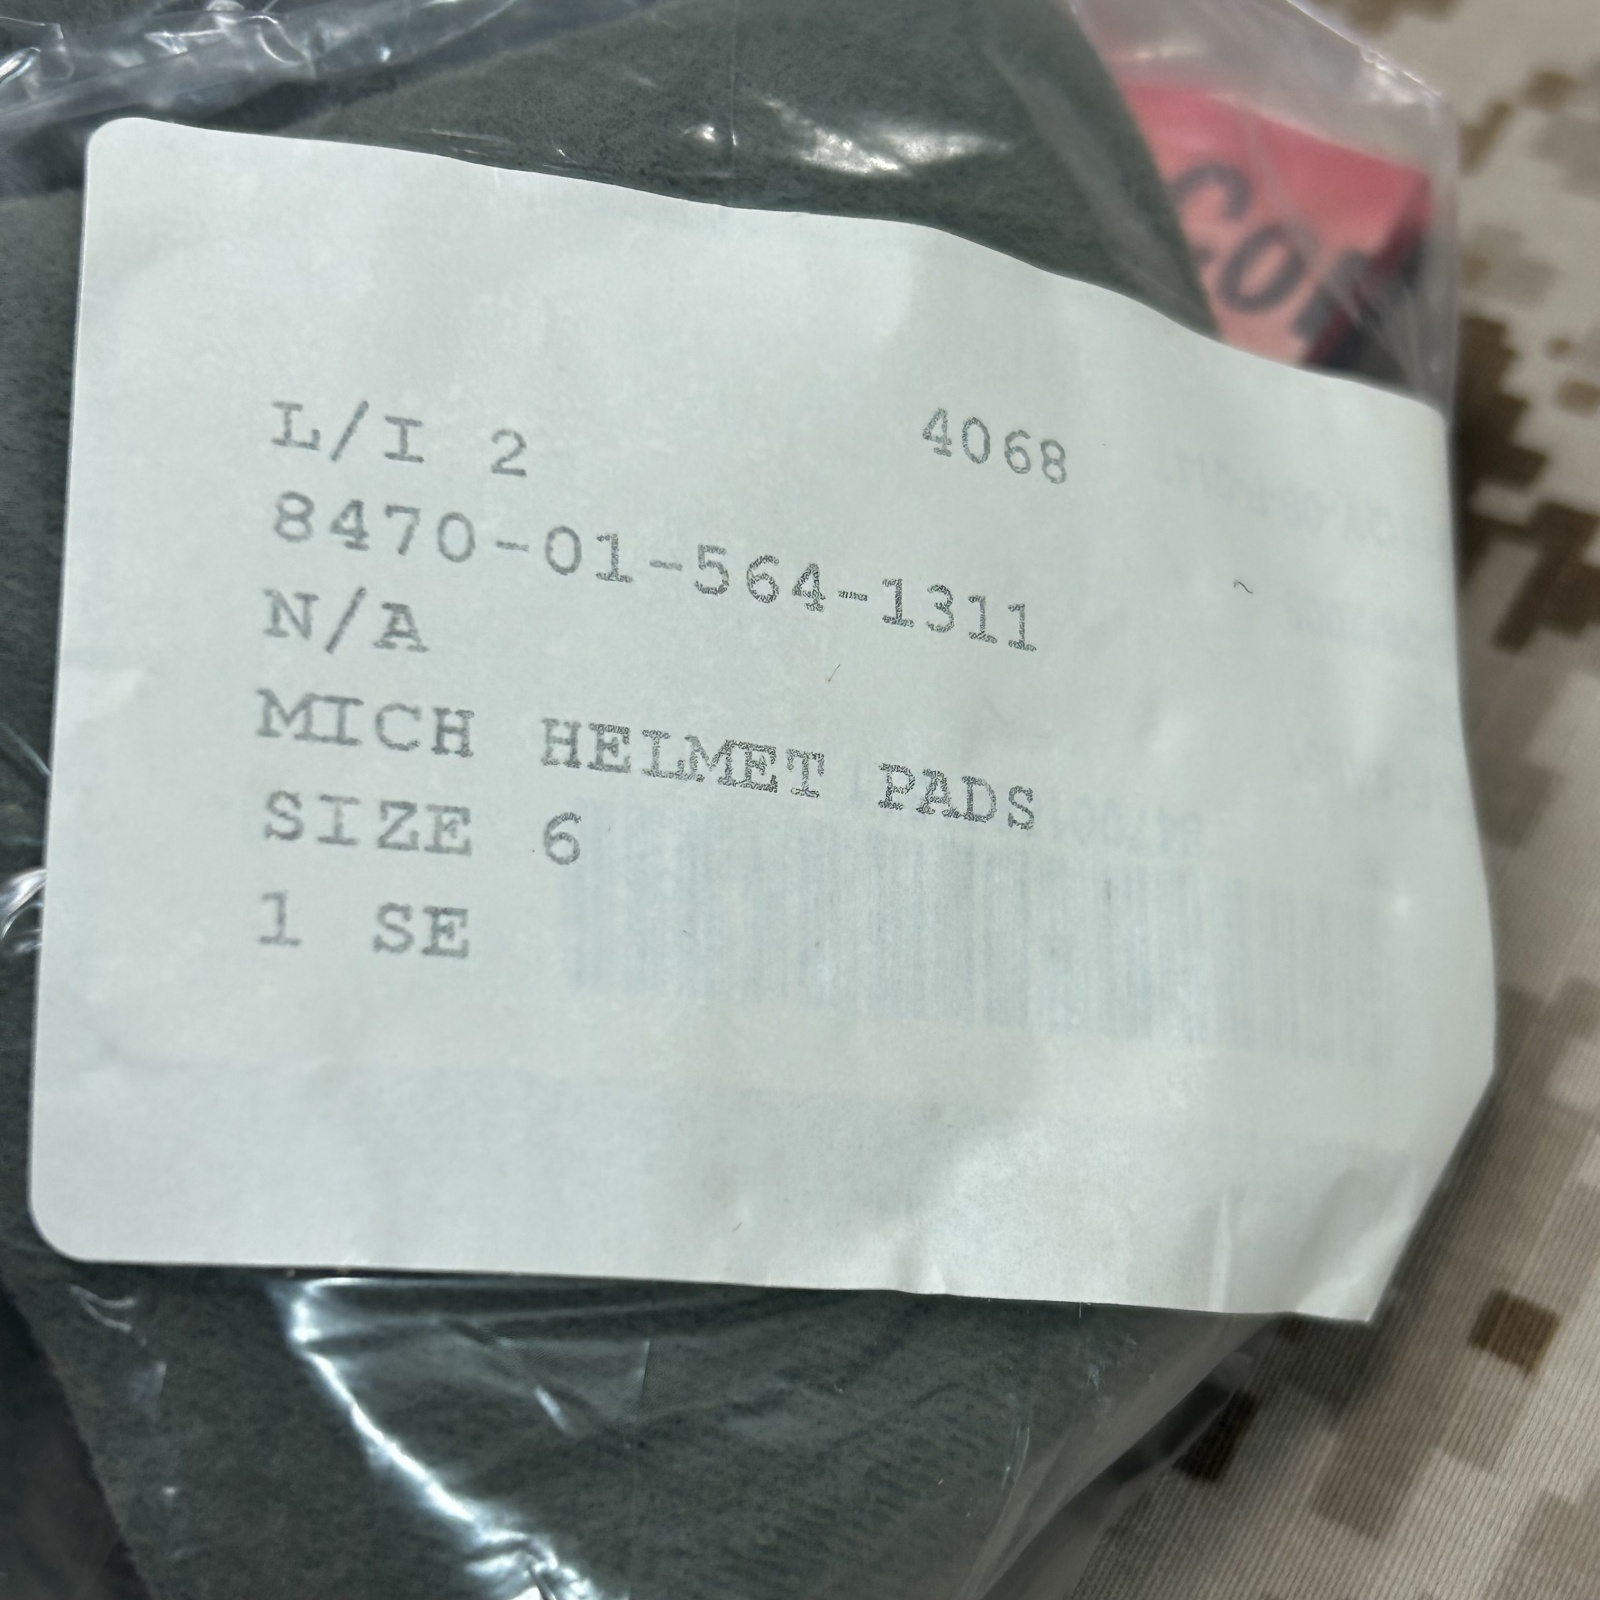 L/I 2 4068
8470-01-564-1311
N/A
MICH HELMET PADS
SIZE 6
1 SE